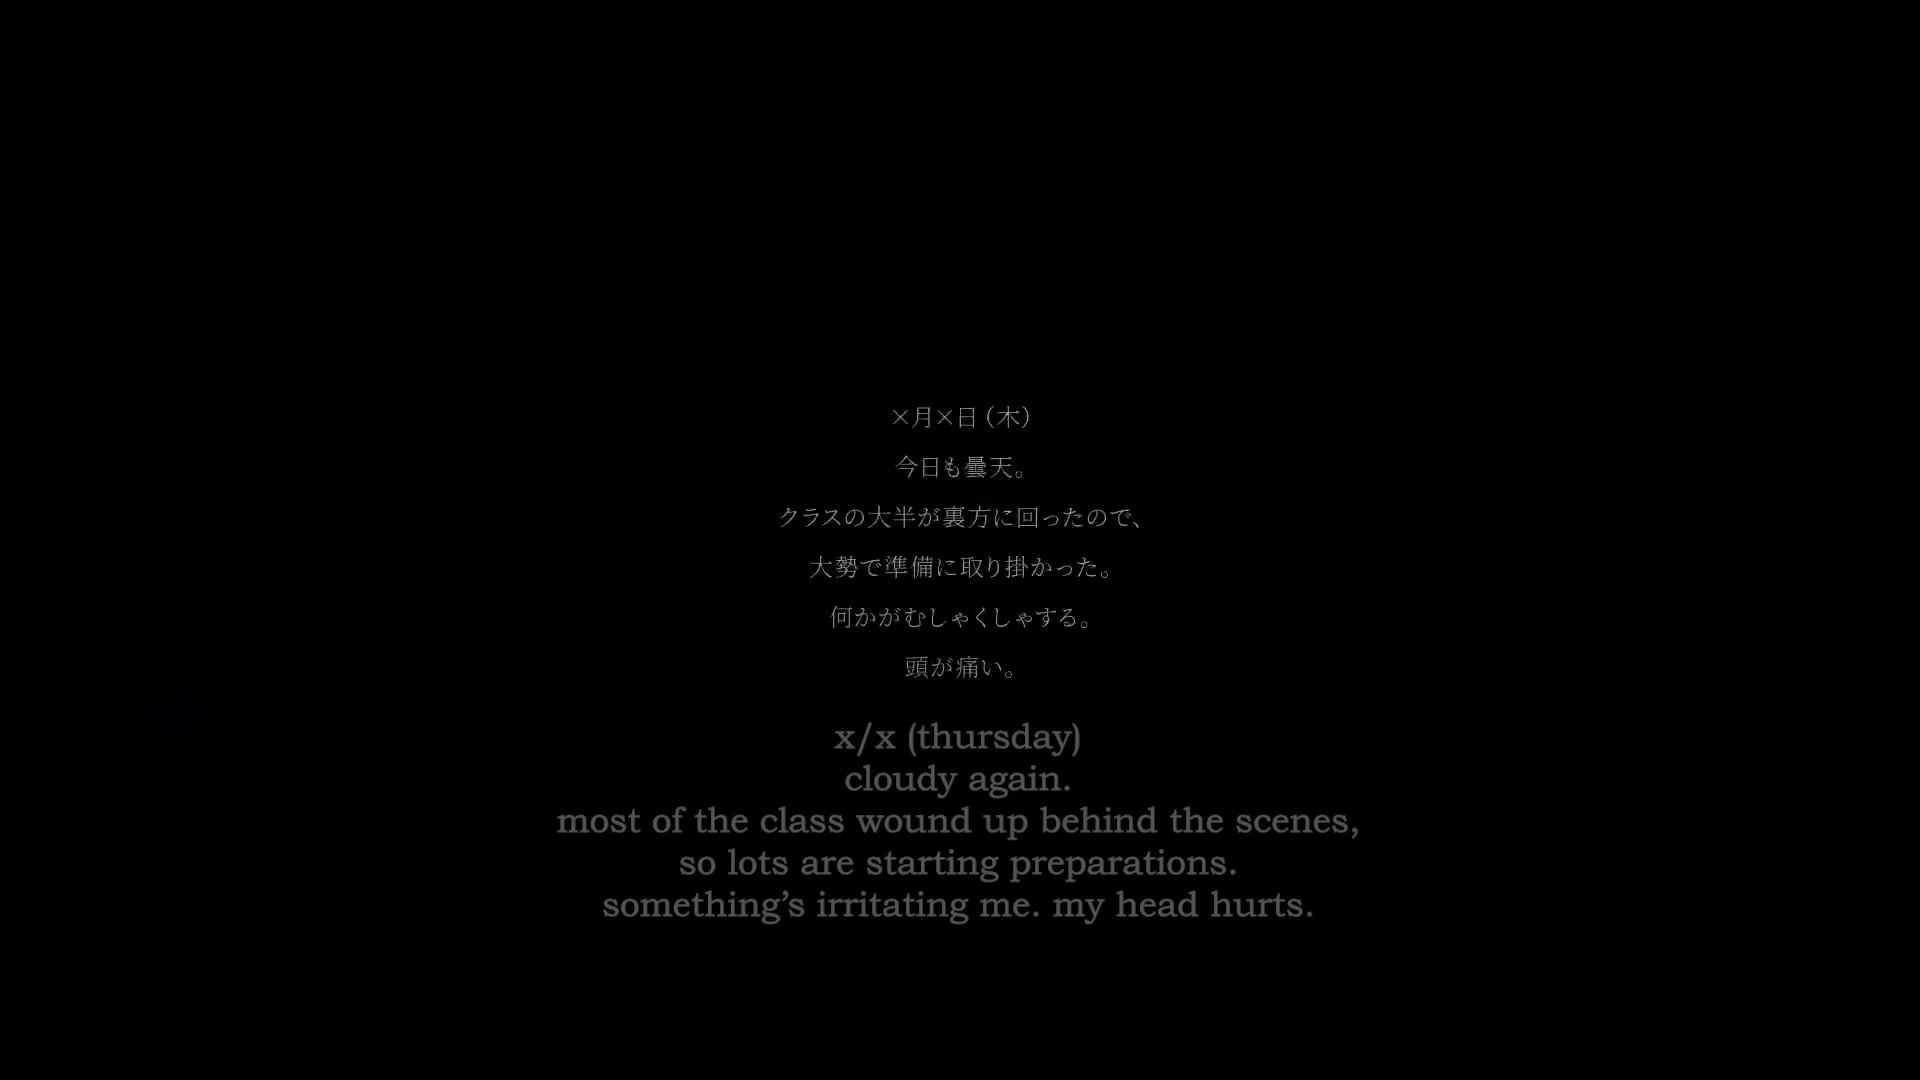 ×月×日（木）
今日も曇天。
クラスの大半が裏方に回ったので、
大勢で準備に取り掛かった。
何かがむしゃくしゃする。
頭が痛い。
x/x (thursday)
cloudy again.
most of the class wound up behind the scenes,
so lots are starting preparations.
something’s irritating me. my head hurts.